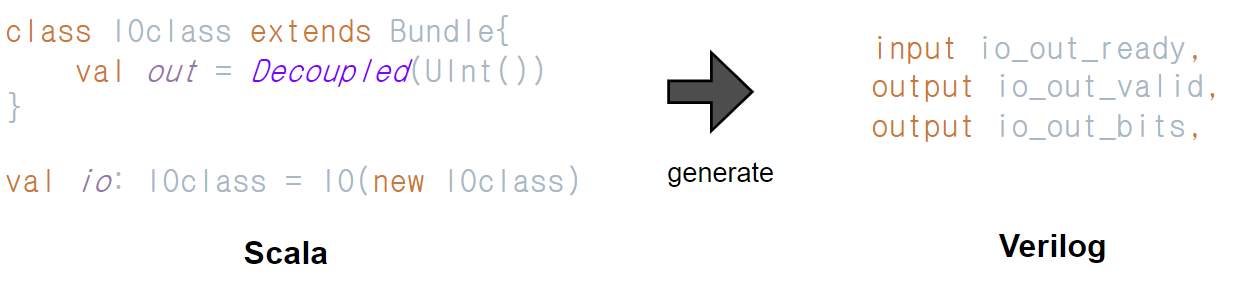 class IOclass extends Bundle{
    val out = Decoupled(UInt())
}
val io: IOclass = IO(new IOclass)
Scala
generate
input io_out_ready,
output io_out_valid,
output io_out_bits,
Verilog